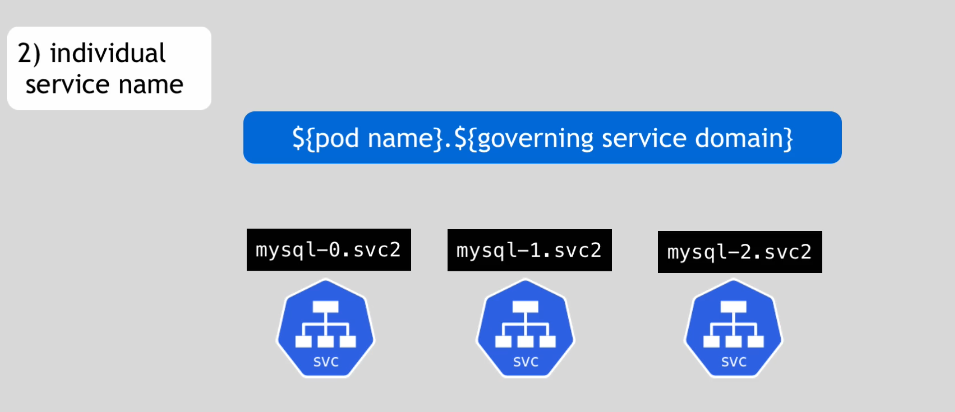 2) individual
service name
${pod name}.${governing service domain}
mysql-0.svc2
mysql-1.svc2
mysql-2.svc2
svc
svc
svc